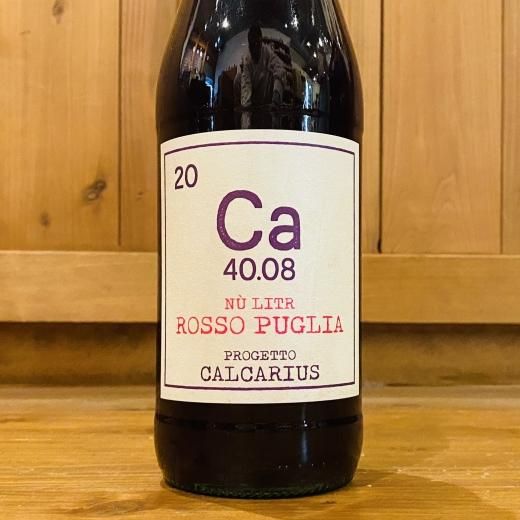 20
Ca
40.08
NÙ LITR
ROSSO PUGLIA
PROGETTO
CALCARIUS